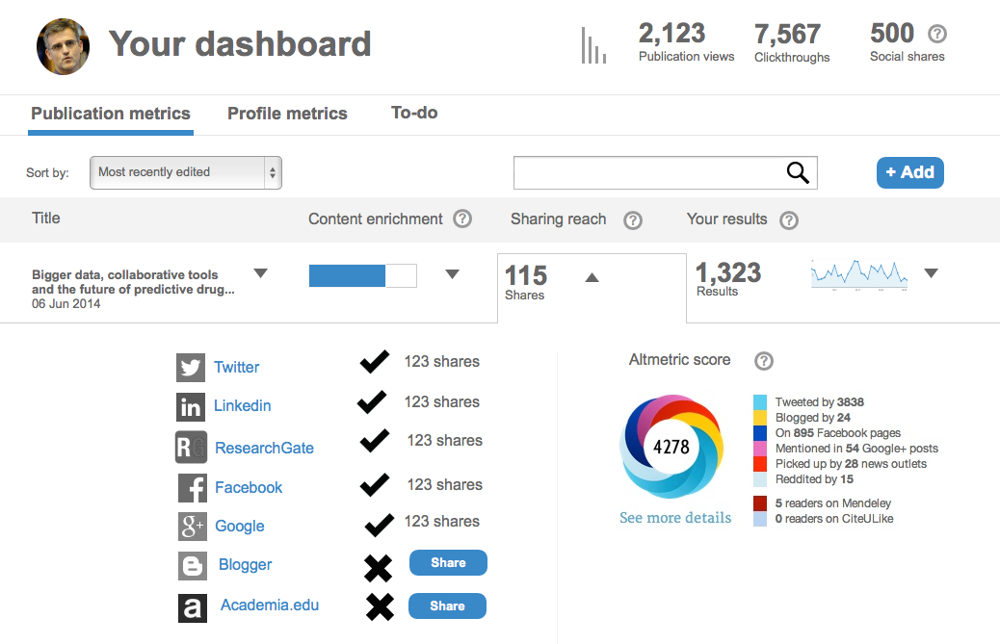 Your dashboard
2,123
Publication views
7,567
Clickthroughs
500 ?
Social shares
Publication metrics
Profile metrics
To-do
Sort by:
Most recently edited
+ Add
Title
Content enrichment ?
Sharing reach ?
Your results ?
Bigger data, collaborative tools
and the future of predictive drug...
06 Jun 2014
115
Shares
1,323
Results
Twitter
123 shares
in
Linkedin
123 shares
RG
ResearchGate
123 shares
f
Facebook
123 shares
g+
Google
123 shares
B
Blogger
Share
a
Academia.edu
Share
Altmetric score ?
4278
See more details
Tweeted by 3838
Blogged by 24
On 895 Facebook pages
Mentioned in 54 Google+ posts
Picked up by 28 news outlets
Reddited by 15
5 readers on Mendeley
0 readers on CiteULike